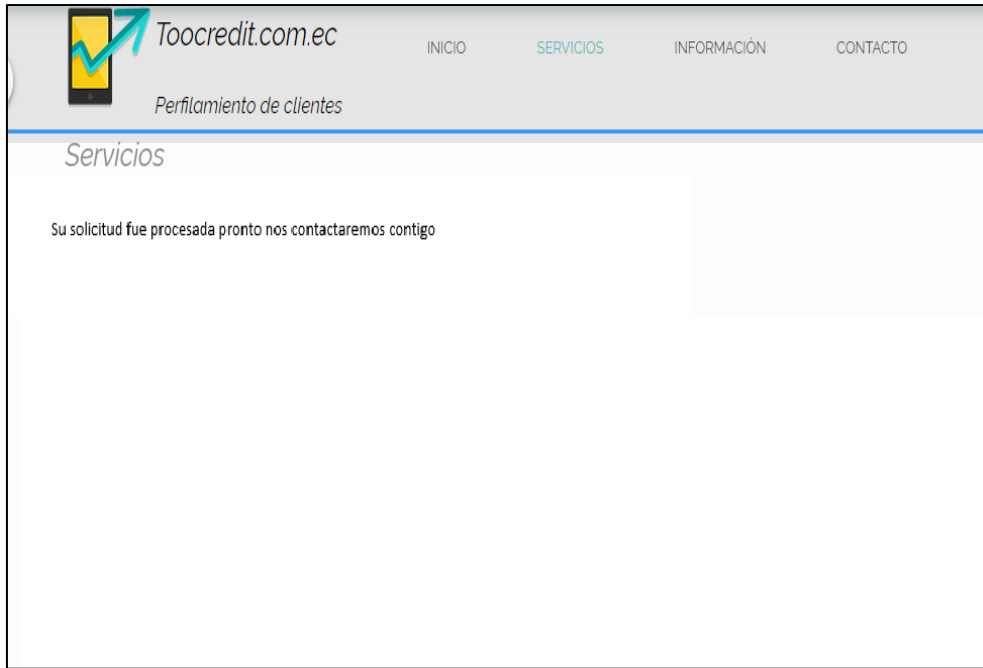 Toocredit.com.ec
INICIO SERVICIOS INFORMACIÓN CONTACTO
Perfilamiento de clientes
Servicios
Su solicitud fue procesada pronto nos contactaremos contigo